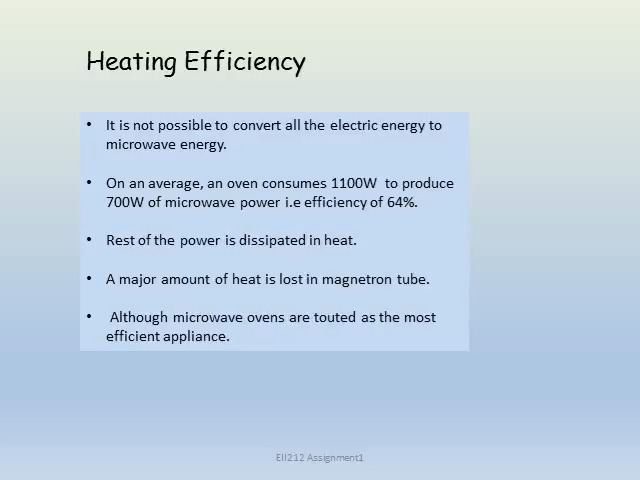 Heating Efficiency
• It is not possible to convert all the electric energy to
microwave energy.
• On an average, an oven consumes 1100W to produce
700W of microwave power i.e efficiency of 64%.
• Rest of the power is dissipated in heat.
• A major amount of heat is lost in magnetron tube.
• Although microwave ovens are touted as the most
efficient appliance.
EII212 Assignment1